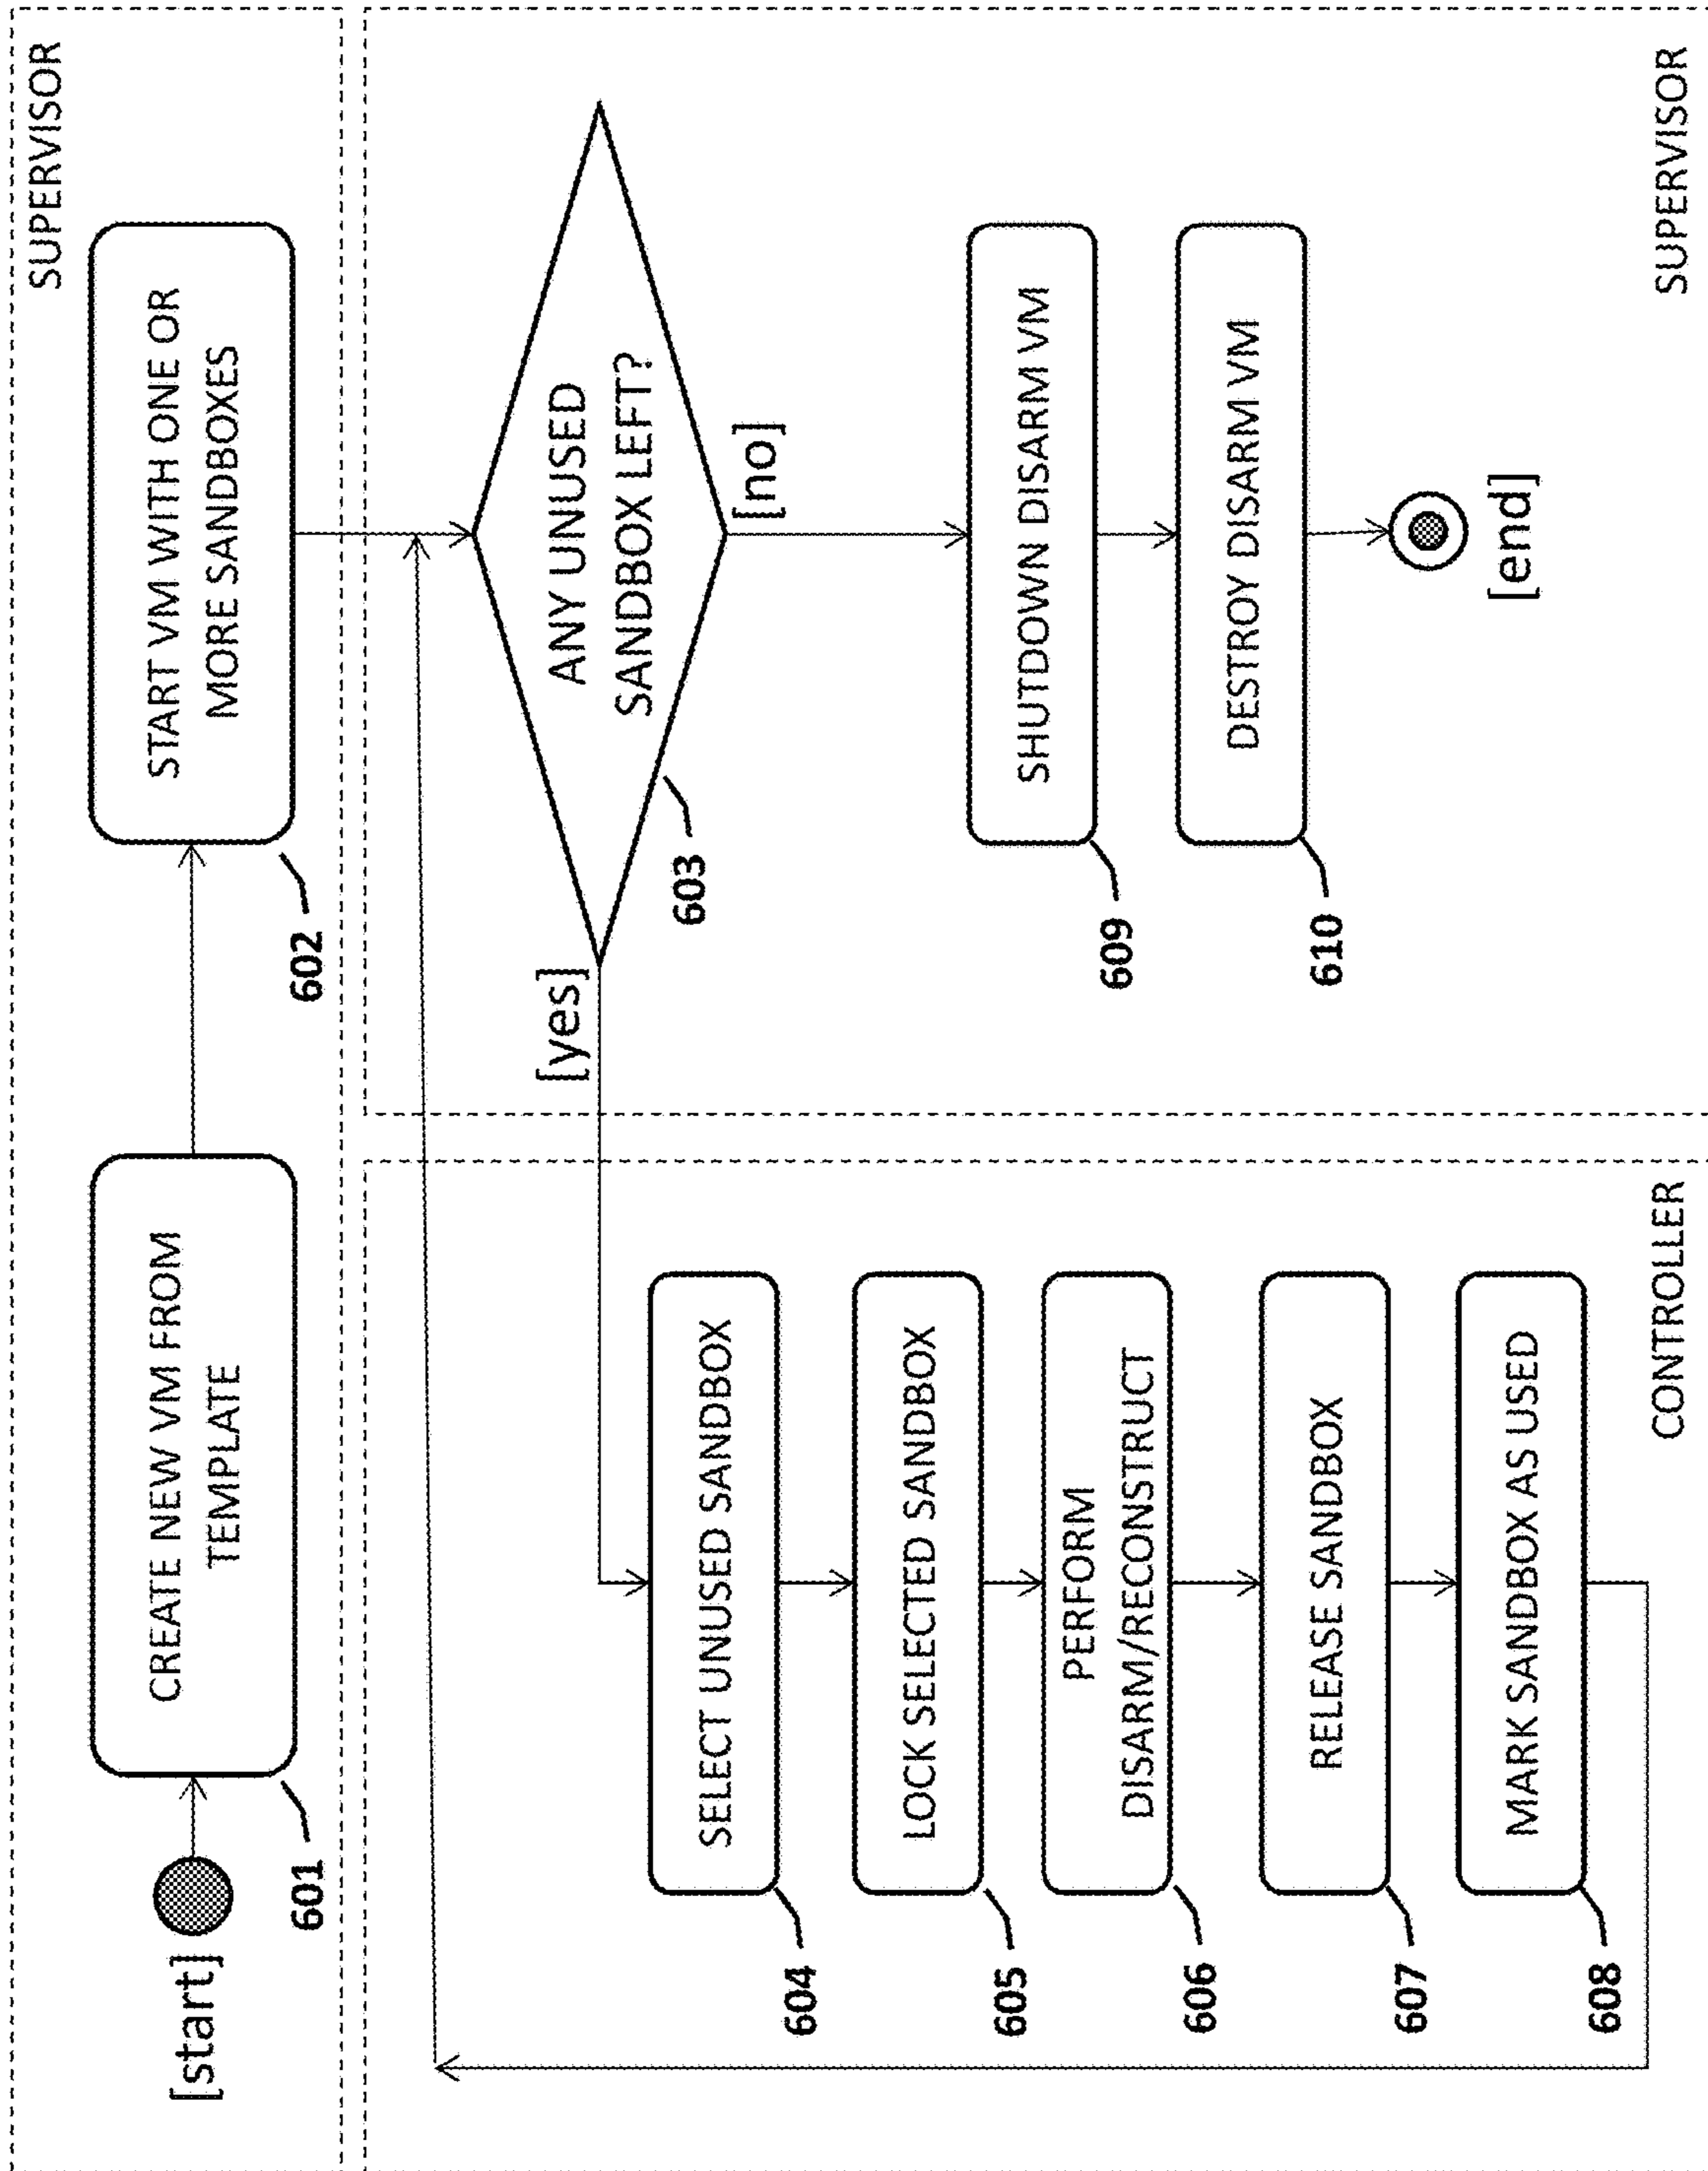 SUPERVISOR
[start]
CREATE NEW VM FROM
TEMPLATE
601
START VM WITH ONE OR
MORE SANDBOXES
602
ANY UNUSED
SANDBOX LEFT?
603
[yes]
[no]
SELECT UNUSED SANDBOX
604
LOCK SELECTED SANDBOX
605
PERFORM
DISARM/RECONSTRUCT
606
RELEASE SANDBOX
607
MARK SANDBOX AS USED
608
CONTROLLER
SHUTDOWN DISARM VM
609
DESTROY DISARM VM
610
[end]
SUPERVISOR